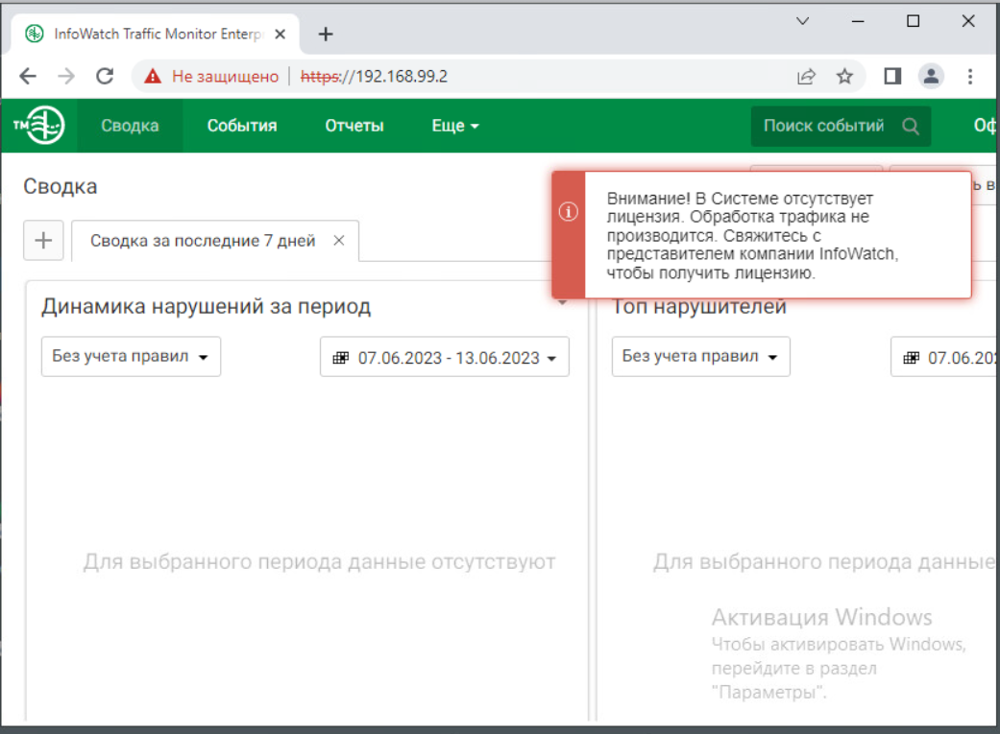 InfoWatch Traffic Monitor Enterp
Не защищено https://192.168.99.2
тм Сводка События Отчеты Еще Поиск событий Оф
Сводка
ь в
Внимание! В Системе отсутствует
лицензия. Обработка трафика не
производится. Свяжитесь с
представителем компании InfoWatch,
чтобы получить лицензию.
Сводка за последние 7 дней
Динамика нарушений за период
Без учета правил 07.06.2023 - 13.06.2023
Для выбранного периода данные отсутствуют
Топ нарушителей
Без учета правил 07.06.202
Для выбранного периода данные
Активация Windows
Чтобы активировать Windows,
перейдите в раздел
"Параметры".